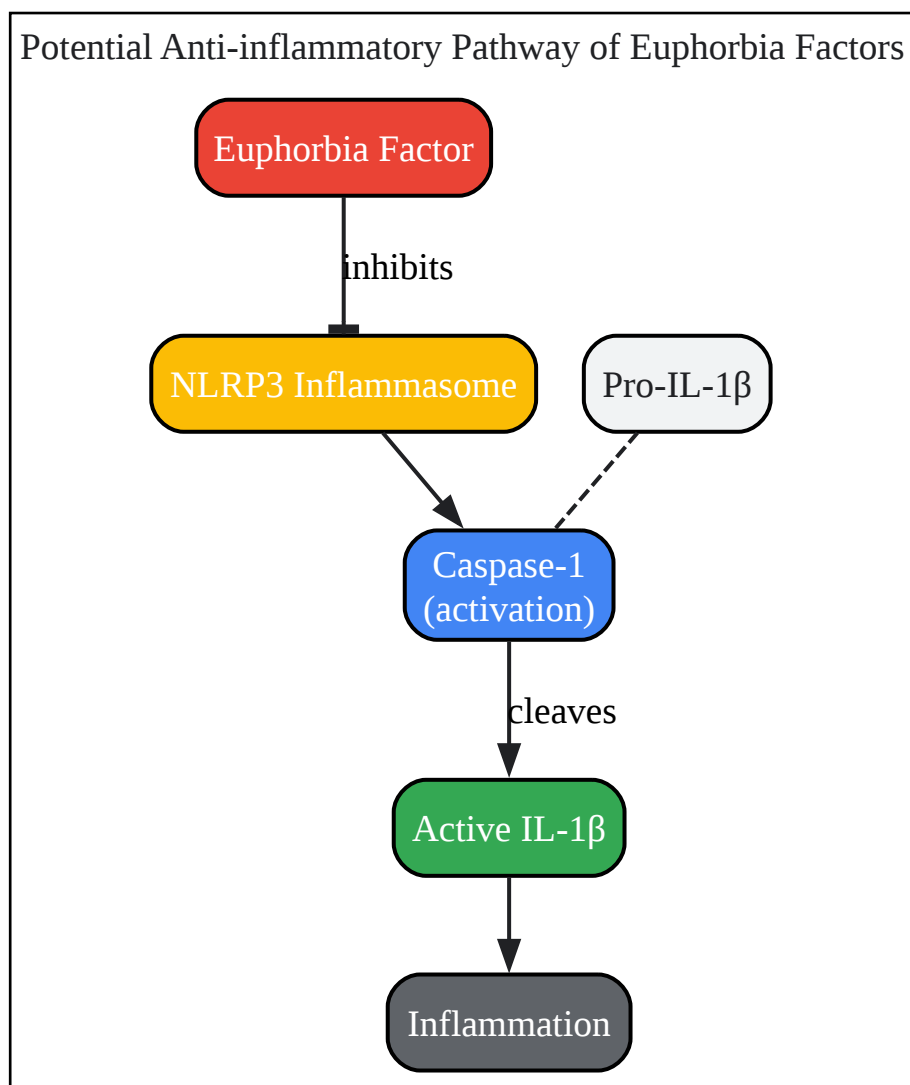 Potential Anti-inflammatory Pathway of Euphorbia Factors
Euphorbia Factor
inhibits
NLRP3 Inflammasome
Pro-IL-1β
Caspase-1
(activation)
cleaves
Active IL-1β
Inflammation